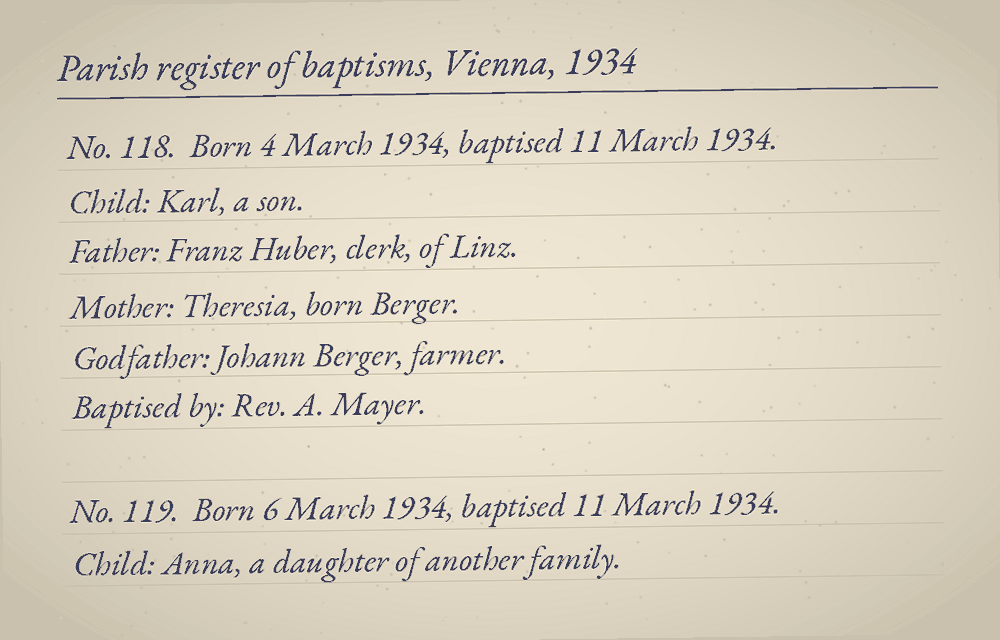 Parish register of baptisms, Vienna, 1934
No. 118. Born 4 March 1934, baptised 11 March 1934.
Child: Karl, a son.
Father: Franz Huber, clerk, of Linz.
Mother: Theresia, born Berger.
Godfather: Johann Berger, farmer.
Baptised by: Rev. A. Mayer.
No. 119. Born 6 March 1934, baptised 11 March 1934.
Child: Anna, a daughter of another family.